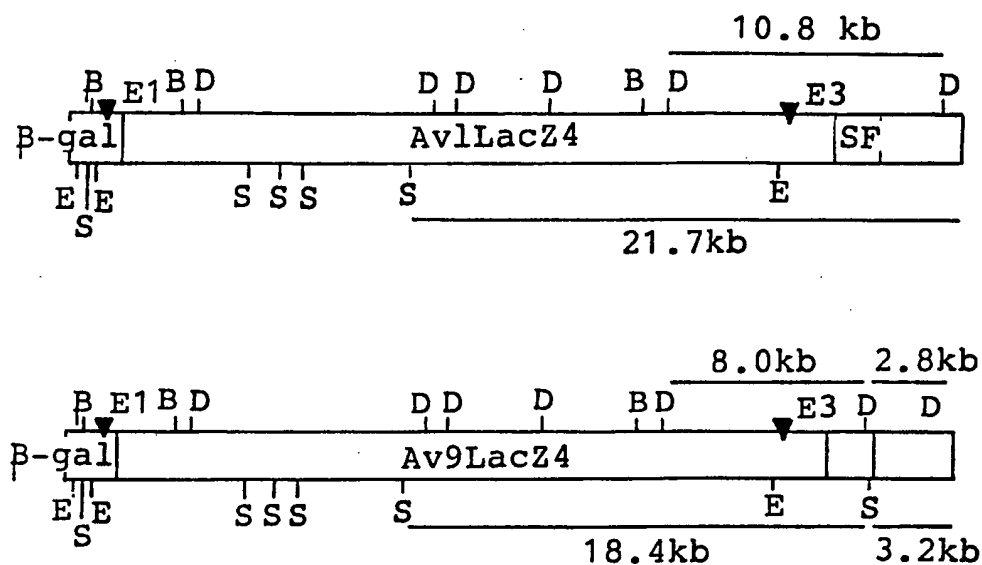 10.8 kb
B E1 B D D D D B D E3 D
β-gal Av1LacZ4 SF
E S E S S S S E
21.7kb
8.0kb 2.8kb
B E1 B D D D D B D E3 D D
β-gal Av9LacZ4
E S E S S S S E S
18.4kb 3.2kb